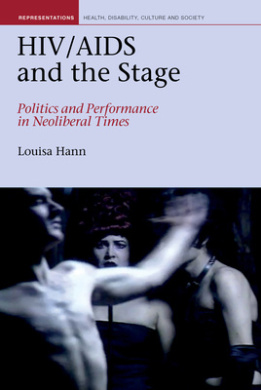 REPRESENTATIONS HEALTH, DISABILITY, CULTURE AND SOCIETY
HIV/AIDS
and the Stage
Politics and Performance
in Neoliberal Times
Louisa Hann